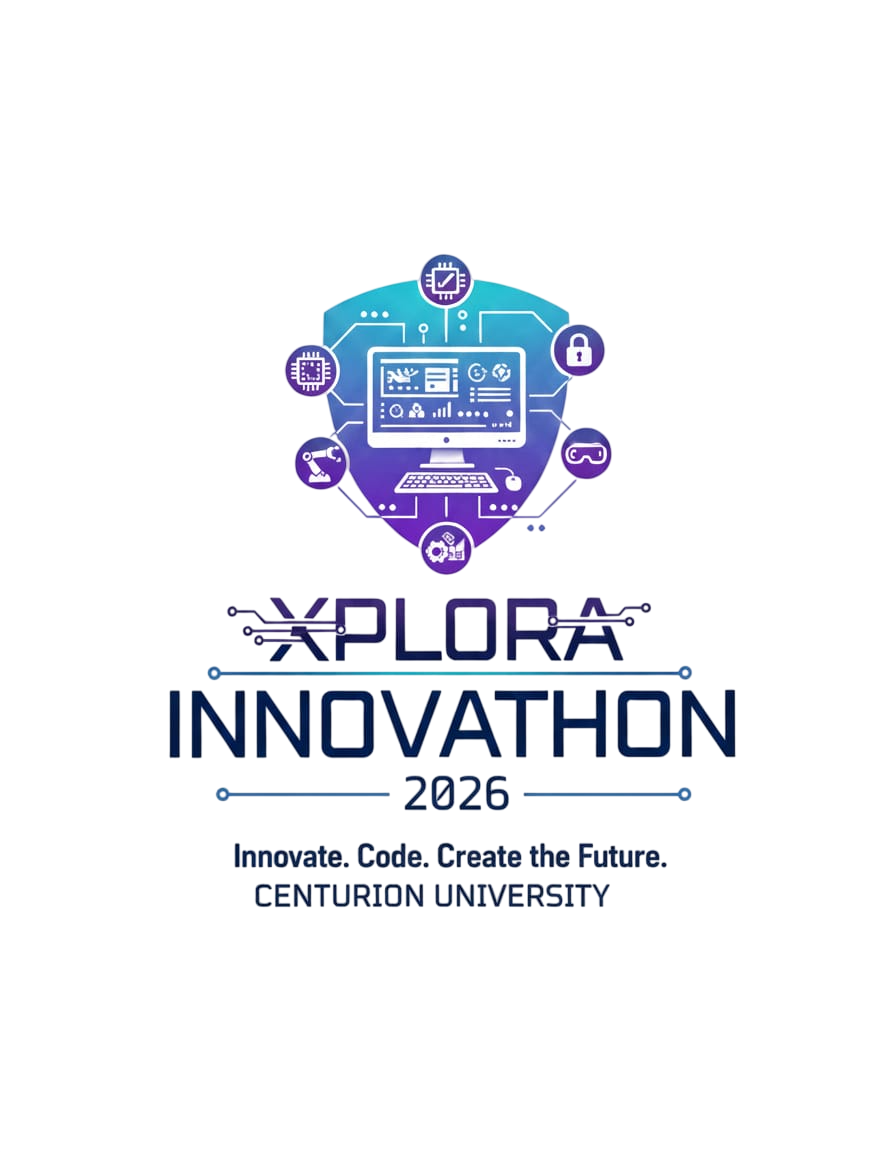 XPLORA
INNOVATHON
2026
Innovate. Code. Create the Future.
CENTURION UNIVERSITY